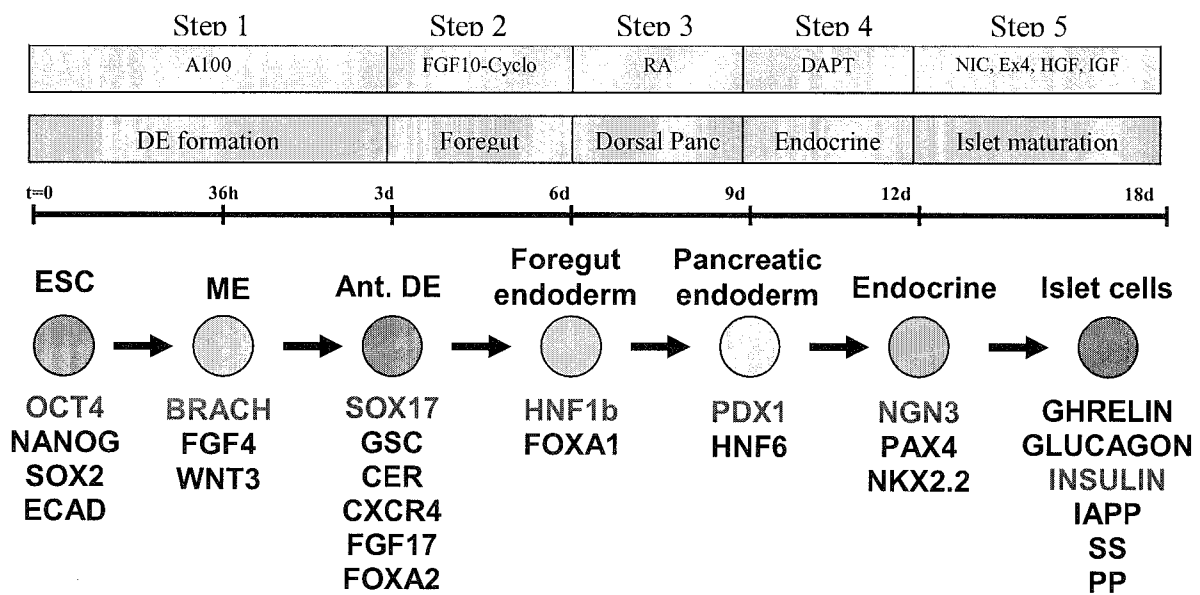 Step 1 Step 2 Step 3 Step 4 Step 5
A100 FGF10-Cyclo RA DAPT NIC, Ex4, HGF, IGF
DE formation Foregut Dorsal Panc Endocrine Islet maturation
t=0 36h 3d 6d 9d 12d 18d
ESC ME Ant. DE Foregut endoderm Pancreatic endoderm Endocrine Islet cells
OCT4 BRACH SOX17 HNF1b PDX1 NGN3 GHRELIN
NANOG FGF4 GSC FOXA1 HNF6 PAX4 GLUCAGON
SOX2 WNT3 CER NKX2.2 INSULIN
ECAD CXCR4 IAPP
FGF17 SS
FOXA2 PP